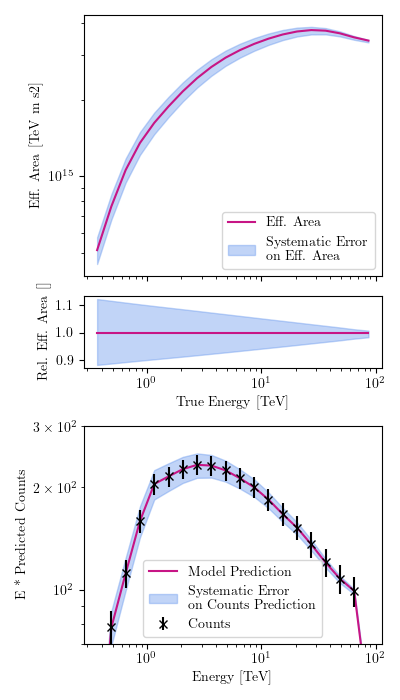 Eff. Area [TeV m s2]
10^15
Eff. Area
Systematic Error
on Eff. Area
Rel. Eff. Area []
1.1
1.0
0.9
10^0
10^1
10^2
True Energy [TeV]
E * Predicted Counts
3 × 10^2
2 × 10^2
10^2
Model Prediction
Systematic Error
on Counts Prediction
Counts
10^0
10^1
10^2
Energy [TeV]